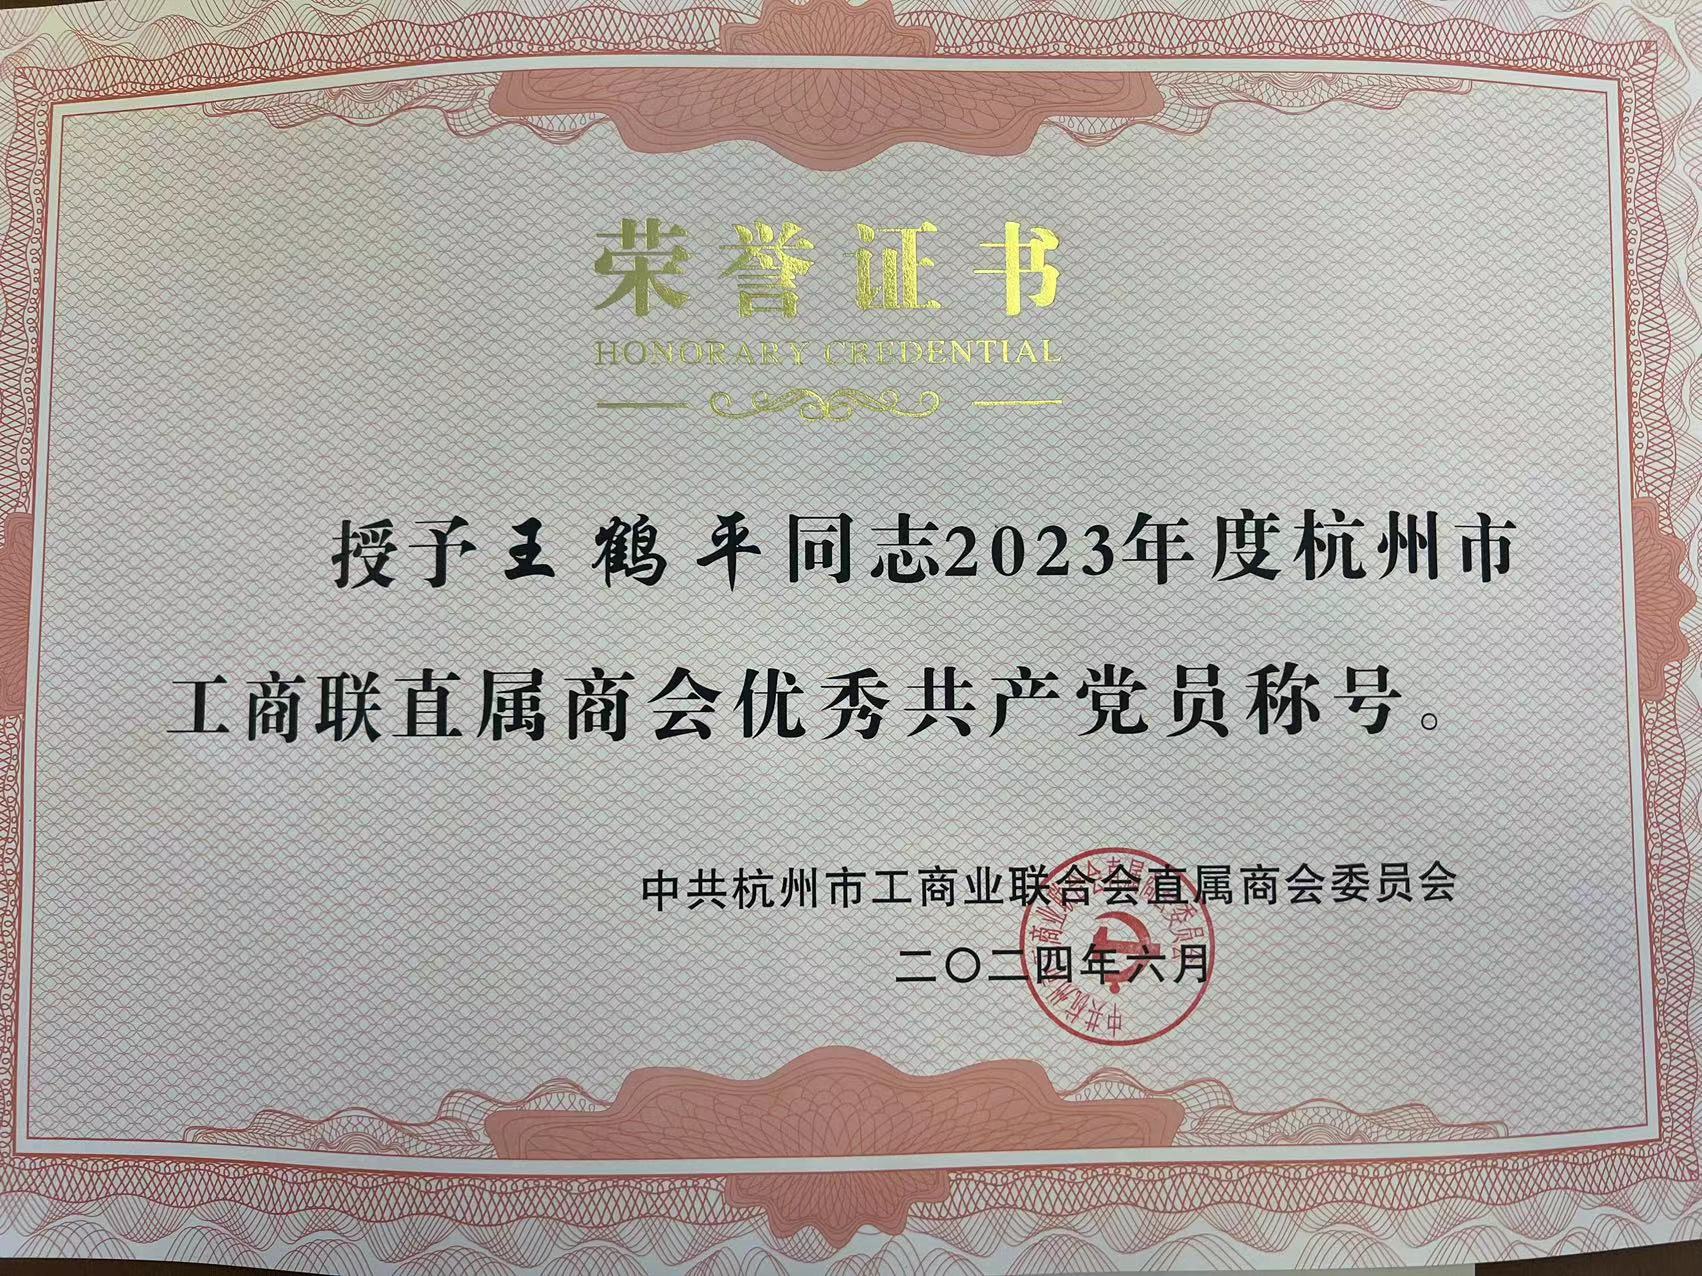 荣誉证书
HONORARY CREDENTIAL
授予王鹤平同志2023年度杭州市
工商联直属商会优秀共产党员称号。
中共杭州市工商业联合会直属商会委员会
二〇二四年六月